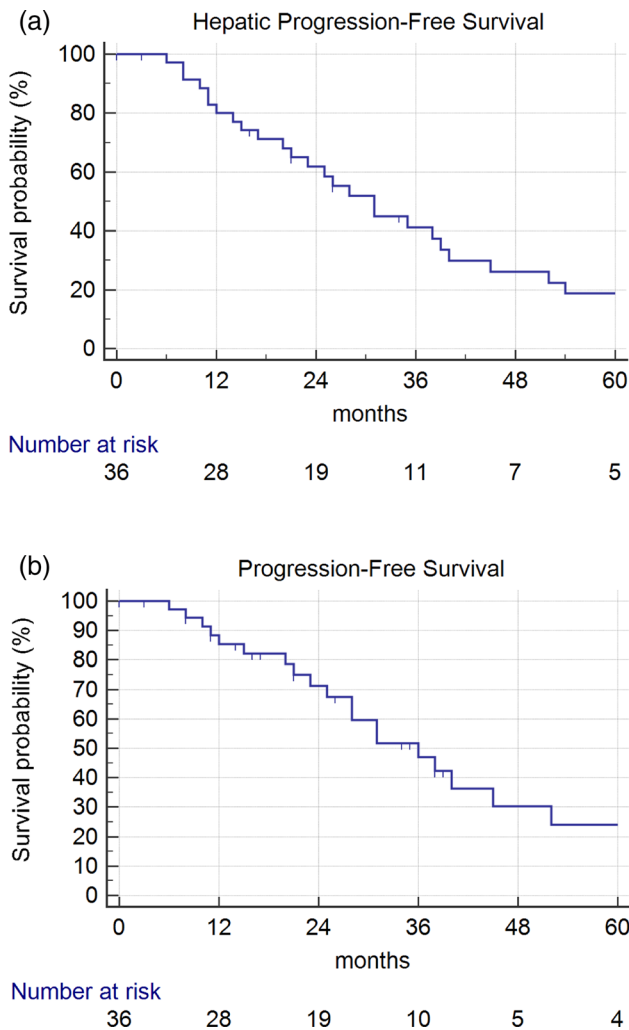 (a)
Hepatic Progression-Free Survival
Survival probability (%)
100
80
60
40
20
0
0 12 24 36 48 60
months
Number at risk
36 28 19 11 7 5
(b)
Progression-Free Survival
Survival probability (%)
100
90
80
70
60
50
40
30
20
10
0
0 12 24 36 48 60
months
Number at risk
36 28 19 10 5 4